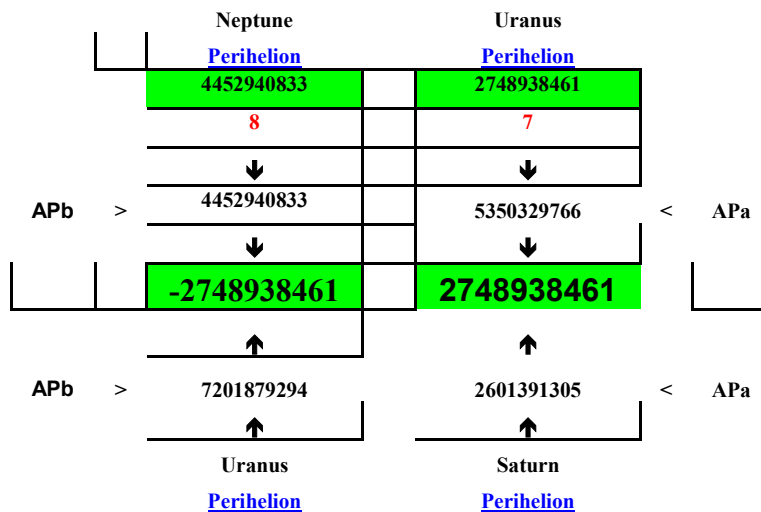 Neptune Uranus
Perihelion Perihelion
4452940833 2748938461
8 7
APb > 4452940833 5350329766 < APa
-2748938461 2748938461
APb > 7201879294 2601391305 < APa
Uranus Saturn
Perihelion Perihelion